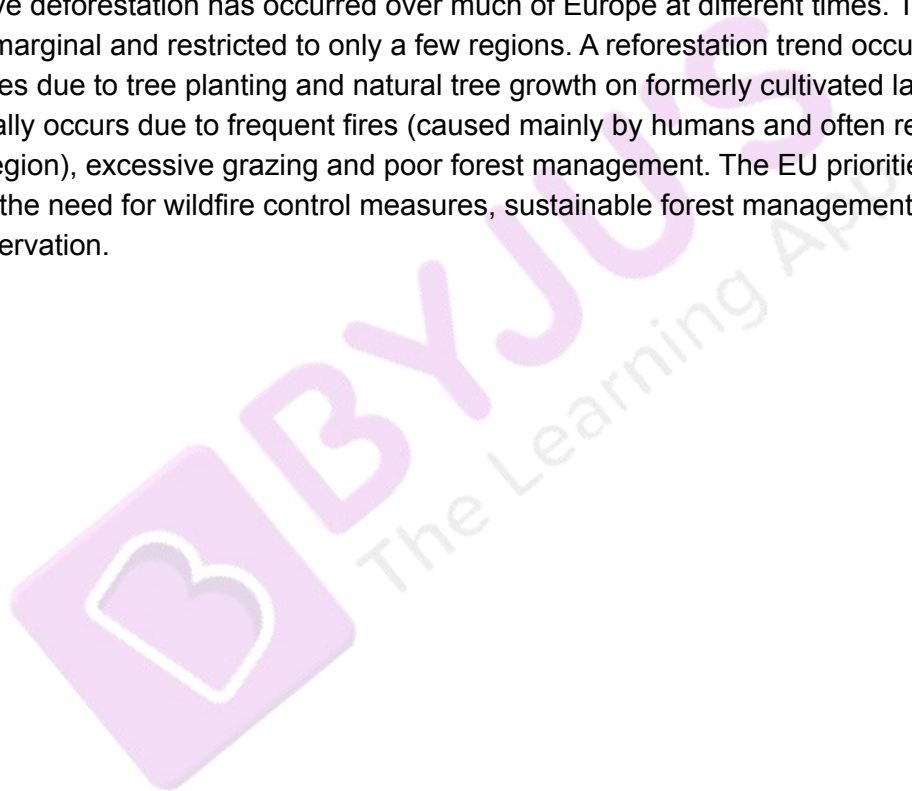 ve deforestation has occurred over much of Europe at different times. T
marginal and restricted to only a few regions. A reforestation trend occu
es due to tree planting and natural tree growth on formerly cultivated la
ally occurs due to frequent fires (caused mainly by humans and often re
egion), excessive grazing and poor forest management. The EU prioritie
the need for wildfire control measures, sustainable forest management
ervation.
BYJU'S
The Learning App